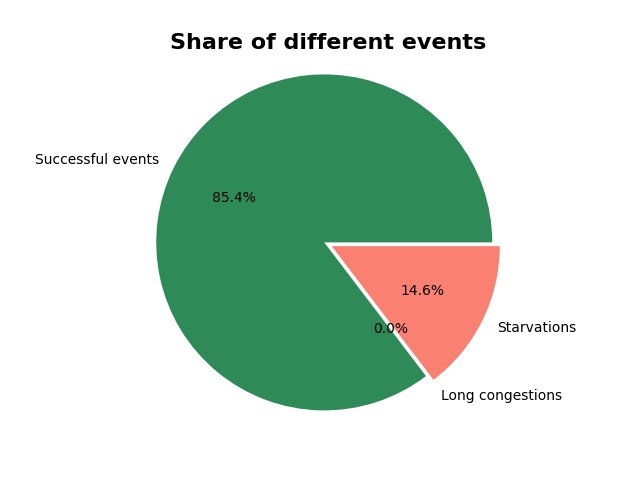 Share of different events
Successful events
85.4%
14.6%
0.0%
Starvations
Long congestions